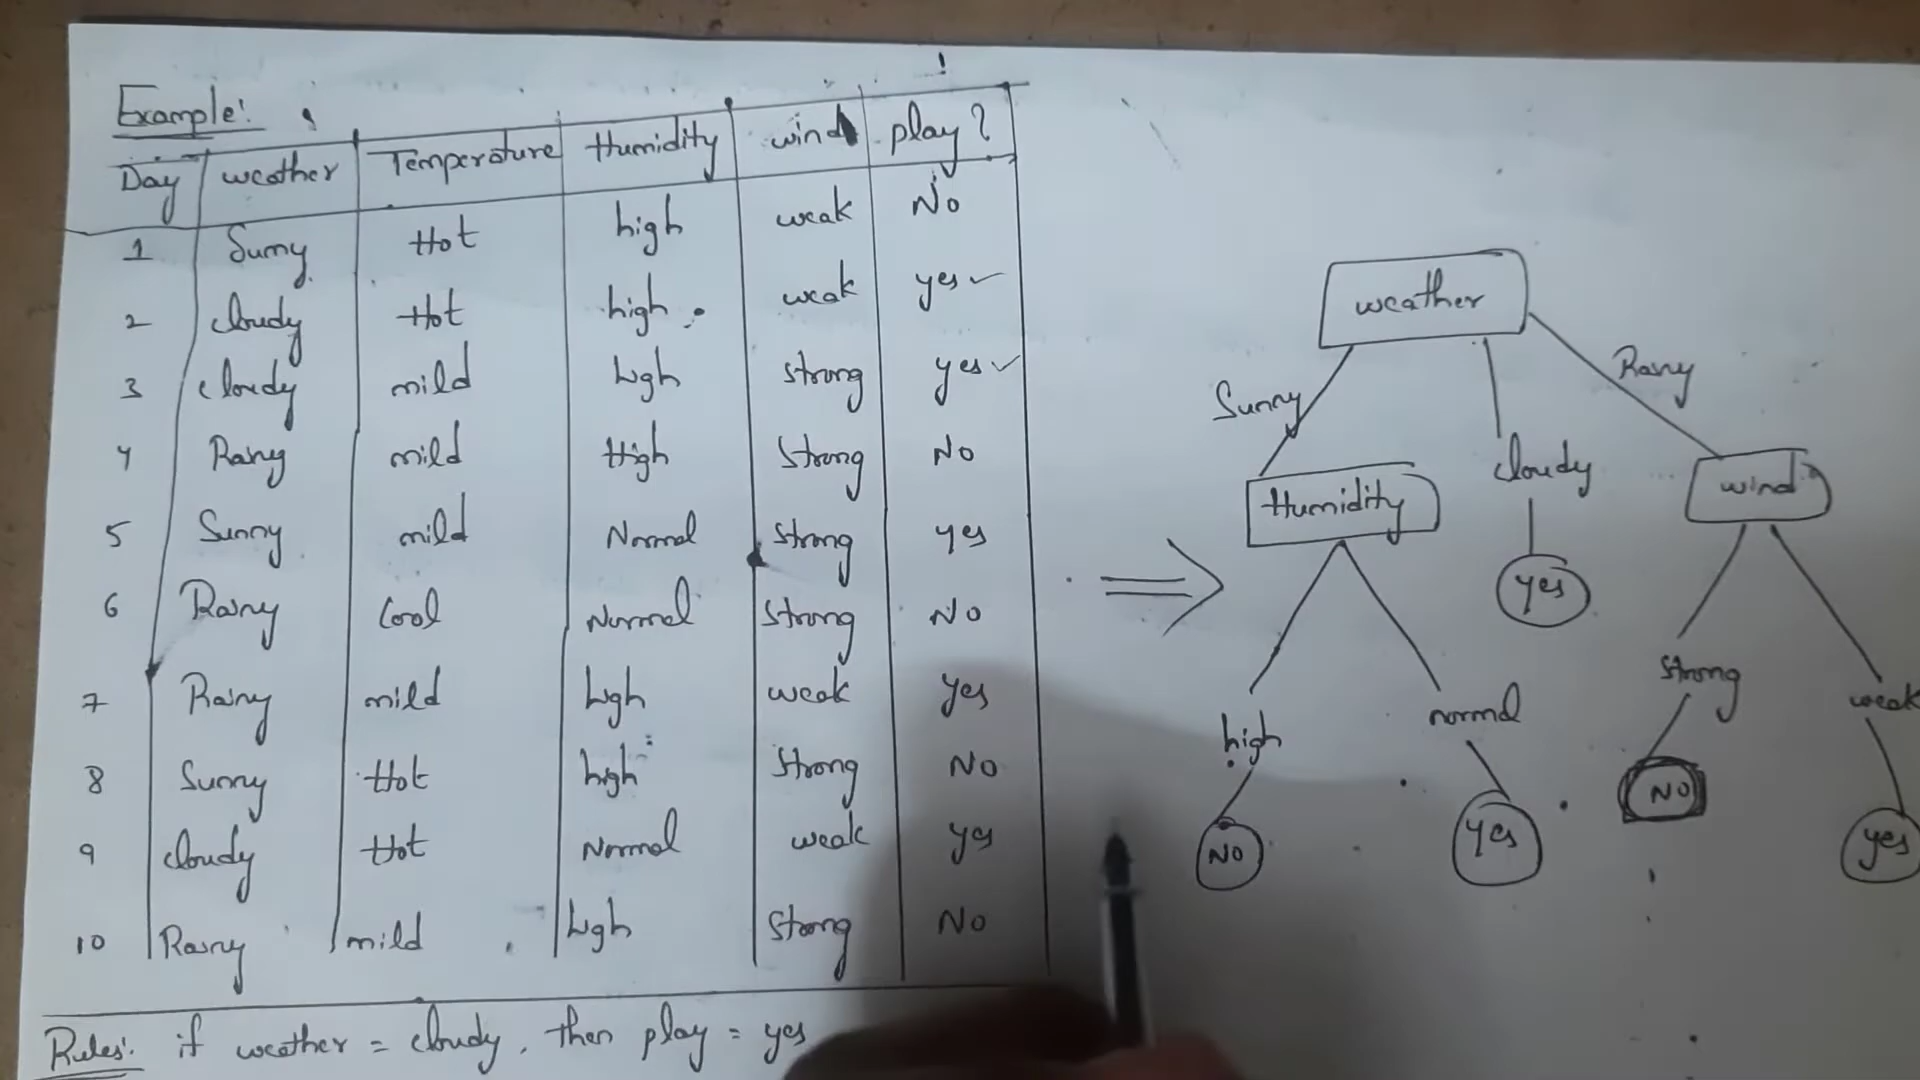 Example:
Day weather Temperature Humidity wind play?
1 Sunny Hot high weak No
2 cloudy Hot high weak yes
3 cloudy mild high strong yes
4 Rainy mild High Strong No
5 Sunny mild Normal Strong yes
6 Rainy Cool Normal Strong No
7 Rainy mild high weak yes
8 Sunny Hot high Strong No
9 cloudy Hot Normal weak yes
10 Rainy mild high Strong No
Rules: if weather = cloudy, then play = yes
weather
Sunny
cloudy
Rainy
Humidity
yes
wind
high
normal
strong
weak
No
yes
No
yes